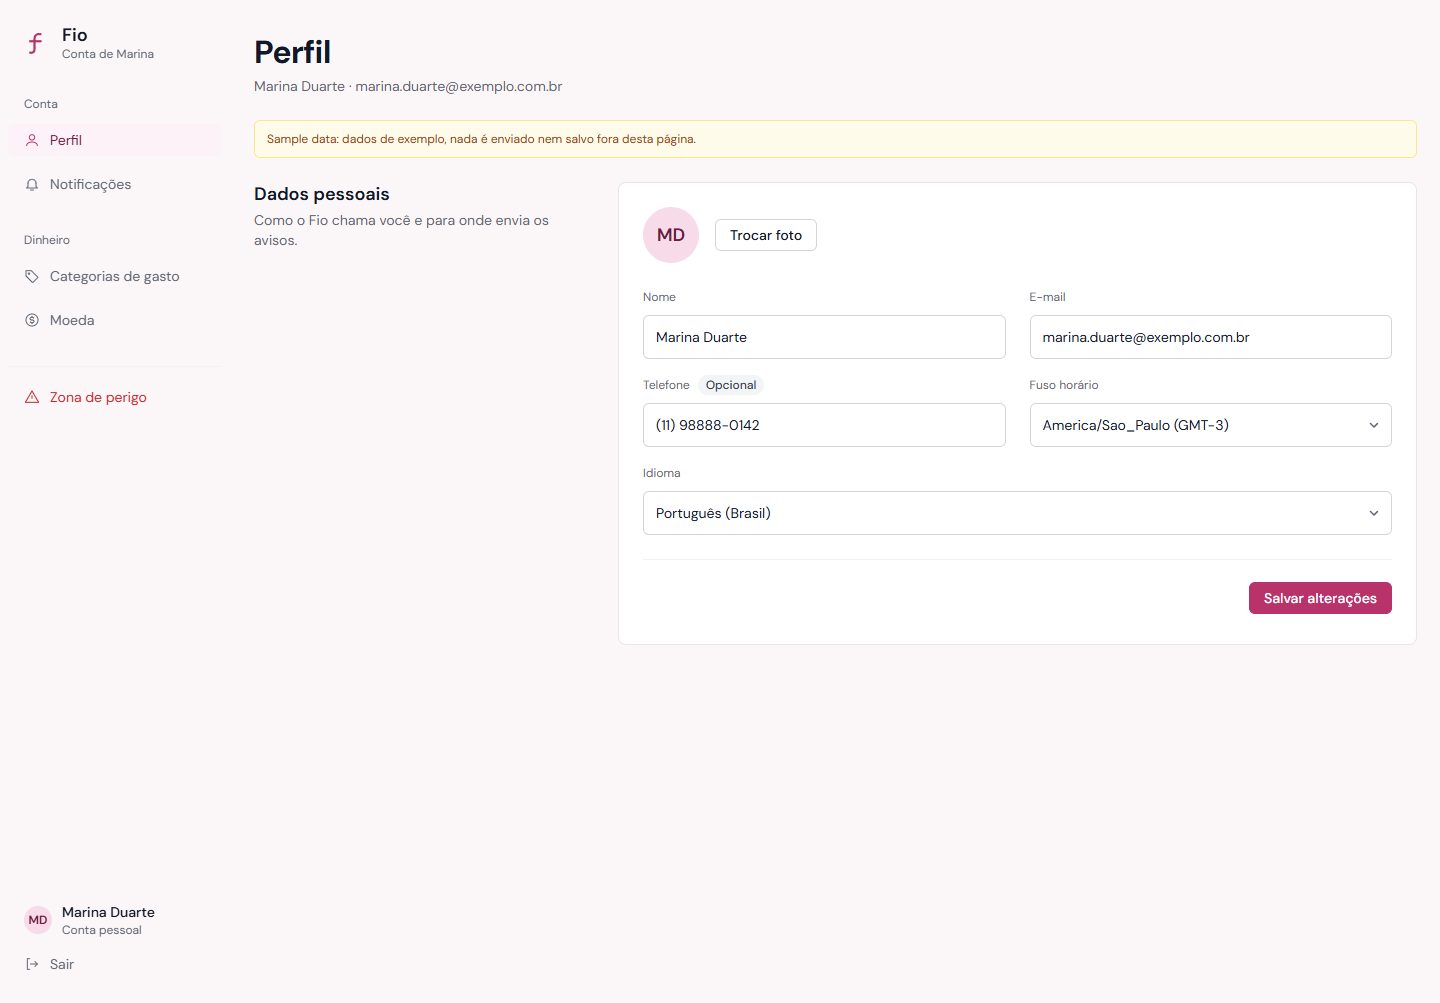 Fio
Conta de Marina
Conta
Perfil
Notificações
Dinheiro
Categorias de gasto
Moeda
Zona de perigo
MD
Marina Duarte
Conta pessoal
Sair
Perfil
Marina Duarte · marina.duarte@exemplo.com.br
Sample data: dados de exemplo, nada é enviado nem salvo fora desta página.
Dados pessoais
Como o Fio chama você e para onde envia os
avisos.
MD
Trocar foto
Nome
Marina Duarte
E-mail
marina.duarte@exemplo.com.br
Telefone Opcional
(11) 98888-0142
Fuso horário
America/Sao_Paulo (GMT-3)
Idioma
Português (Brasil)
Salvar alterações